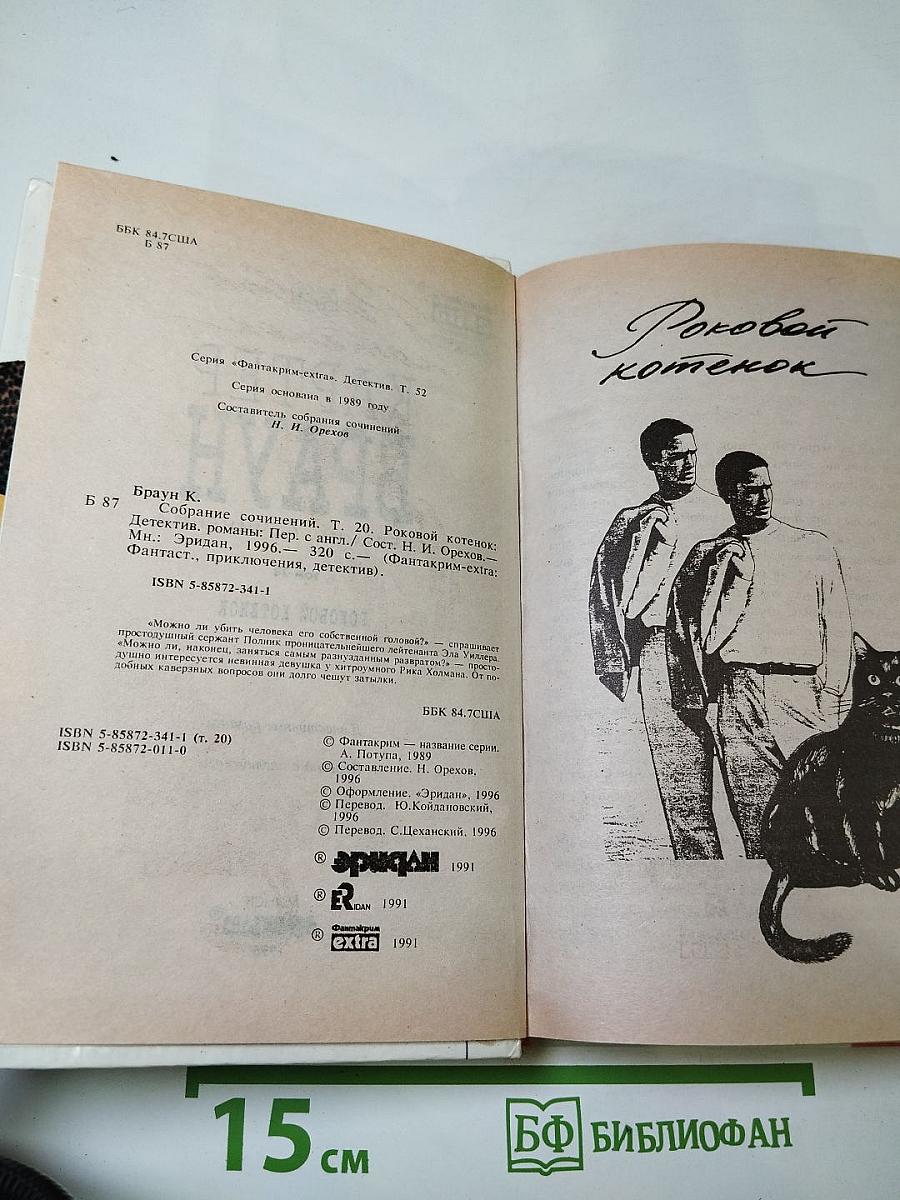 ББК 84.7США
Б 87
Серия «Фантакрим-extra». Детектив. Т. 52
Серия основана в 1989 году
Составитель собрания сочинений
Н. И. Орехов
Браун К.
Б 87 Собрание сочинений. Т. 20. Роковой котенок:
Детектив. романы: Пер. с англ./ Сост. Н. И. Орехов.—
Мн.: Эридан, 1996.— 320 с.— (Фантакрим-extra:
Фантаст., приключения, детектив).
ISBN 5-85872-341-1
«Можно ли убить человека его собственной головой?» — спрашивает
простодушный сержант Полник проницательнейшего лейтенанта Эла Уиллера.
«Можно ли, наконец, заняться самым разнузданным развратом?» — просто-
душно интересуется невинная девушка у хитроумного Рика Холмана. От по-
добных каверзных вопросов они долго чешут затылки.
ББК 84.7США
ISBN 5-85872-341-1 (т. 20)
ISBN 5-85872-011-0
© Фантакрим — название серии.
А. Потупа, 1989
© Составление. Н. Орехов,
1996
© Оформление. «Эридан», 1996
© Перевод. Ю.Койдановский,
1996
© Перевод. С.Цеханский, 1996
® эридан 1991
® ERIDAN 1991
® Фантакрим
extra 1991
Роковой
котенок
15 см
БФ БИБЛИОФАН